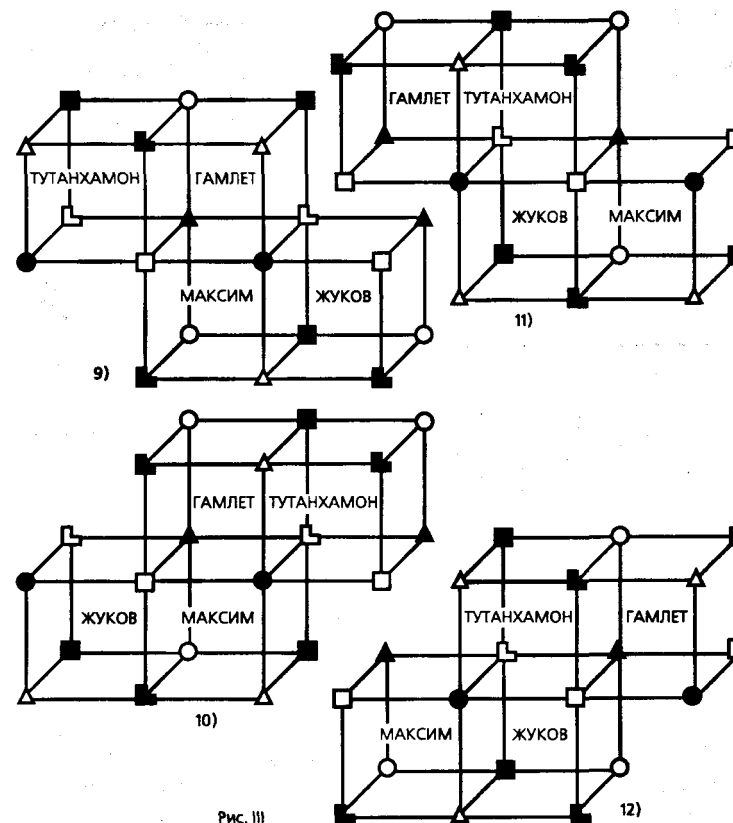 ГАМЛЕТ ТУТАНХАМОН
ТУТАНХАМОН ГАМЛЕТ
ЖУКОВ МАКСИМ
МАКСИМ ЖУКОВ
11)
9)
ГАМЛЕТ ТУТАНХАМОН
ТУТАНХАМОН ГАМЛЕТ
ЖУКОВ МАКСИМ
10)
МАКСИМ ЖУКОВ
Рис. III
12)